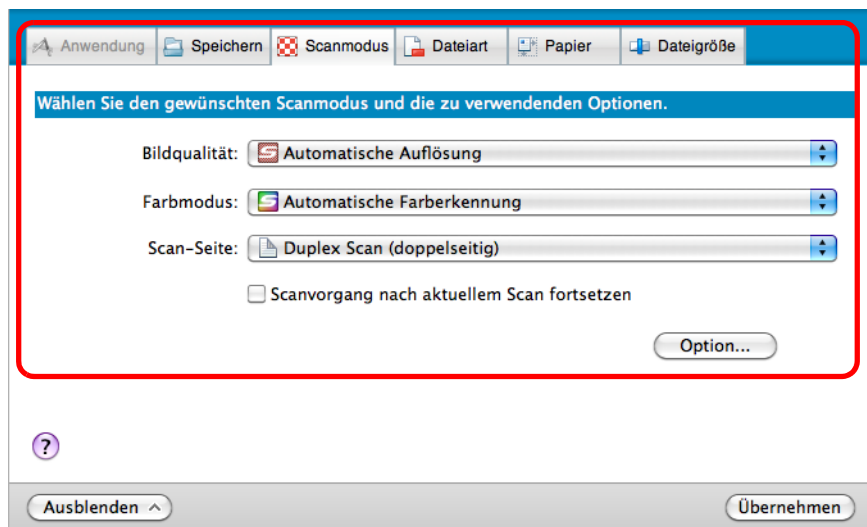 Anwendung Speichern Scanmodus Dateiart Papier Dateigröße
Wählen Sie den gewünschten Scanmodus und die zu verwendenden Optionen.
Bildqualität: Automatische Auflösung
Farbmodus: Automatische Farberkennung
Scan-Seite: Duplex Scan (doppelseitig)
Scanvorgang nach aktuellem Scan fortsetzen
Option...
?
Ausblenden Übernehmen